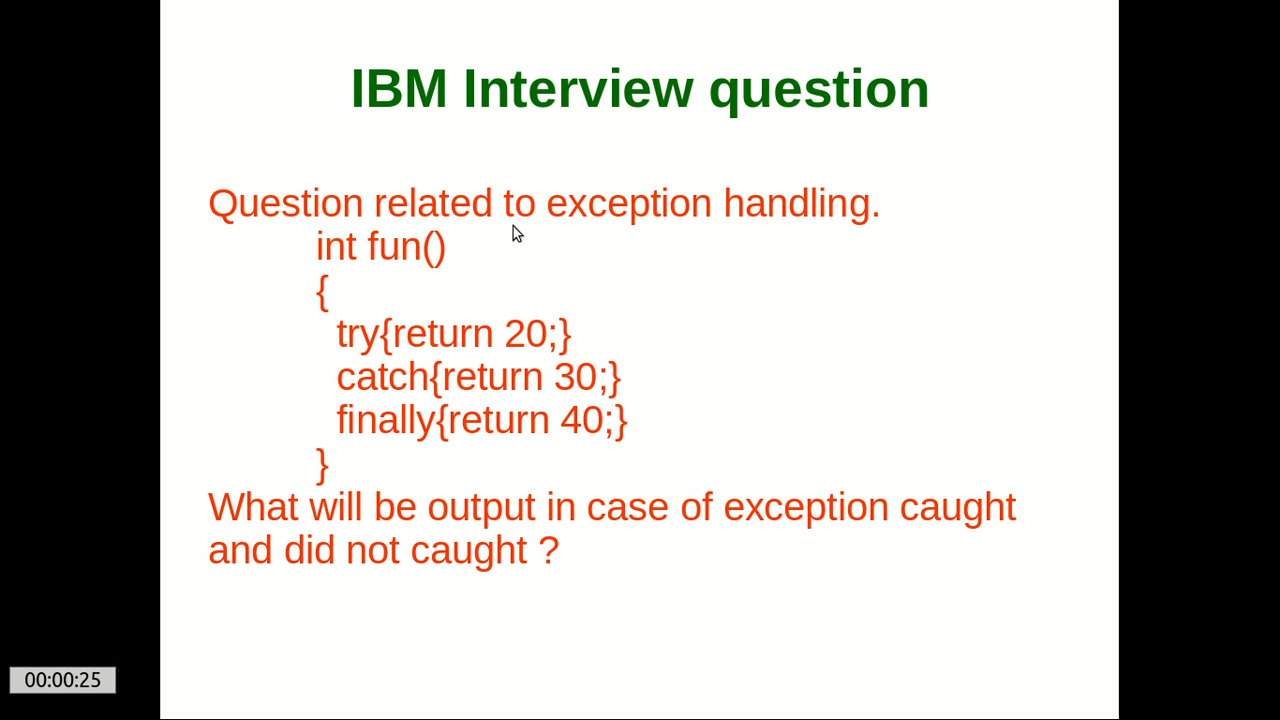 IBM Interview question
Question related to exception handling.
int fun()
{
try{return 20;}
catch{return 30;}
finally{return 40;}
}
What will be output in case of exception caught
and did not caught ?
00:00:25